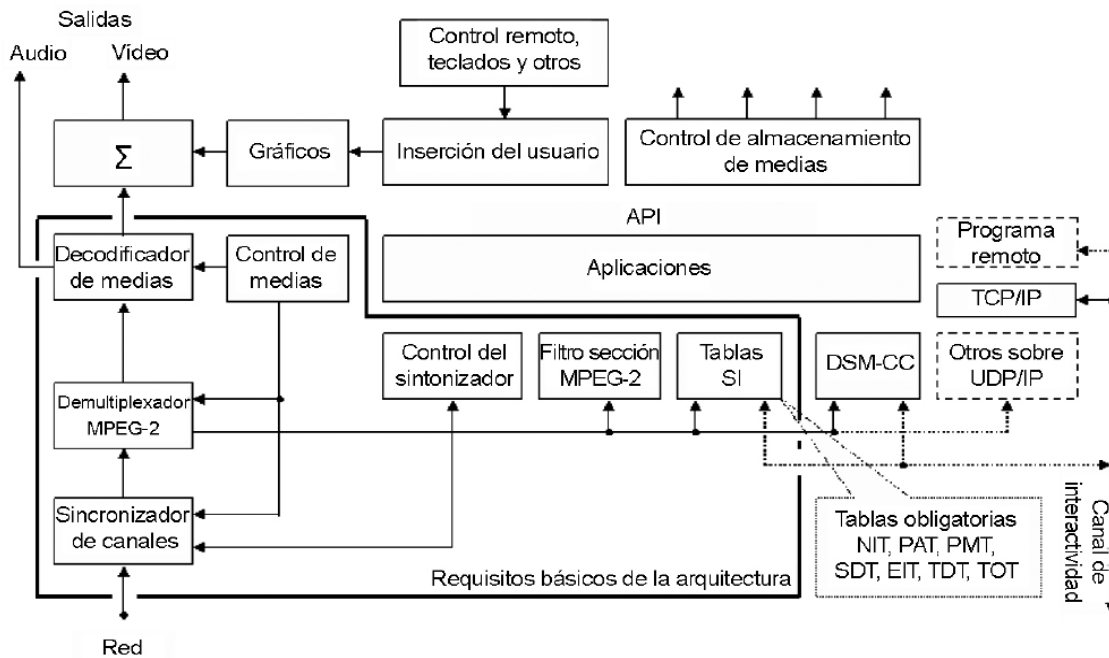 Salidas
Audio
Vídeo
Control remoto,
teclados y otros
Σ
Gráficos
Inserción del usuario
Control de almacenamiento
de medias
API
Aplicaciones
Programa
remoto
TCP/IP
Decodificador
de medias
Control de
medias
Control del
sintonizador
Filtro sección
MPEG-2
Tablas
SI
DSM-CC
Otros sobre
UDP/IP
Demultiplexador
MPEG-2
Sincronizador
de canales
Tablas obligatorias
NIT, PAT, PMT,
SDT, EIT, TDT, TOT
Canal de
interactividad
Requisitos básicos de la arquitectura
Red